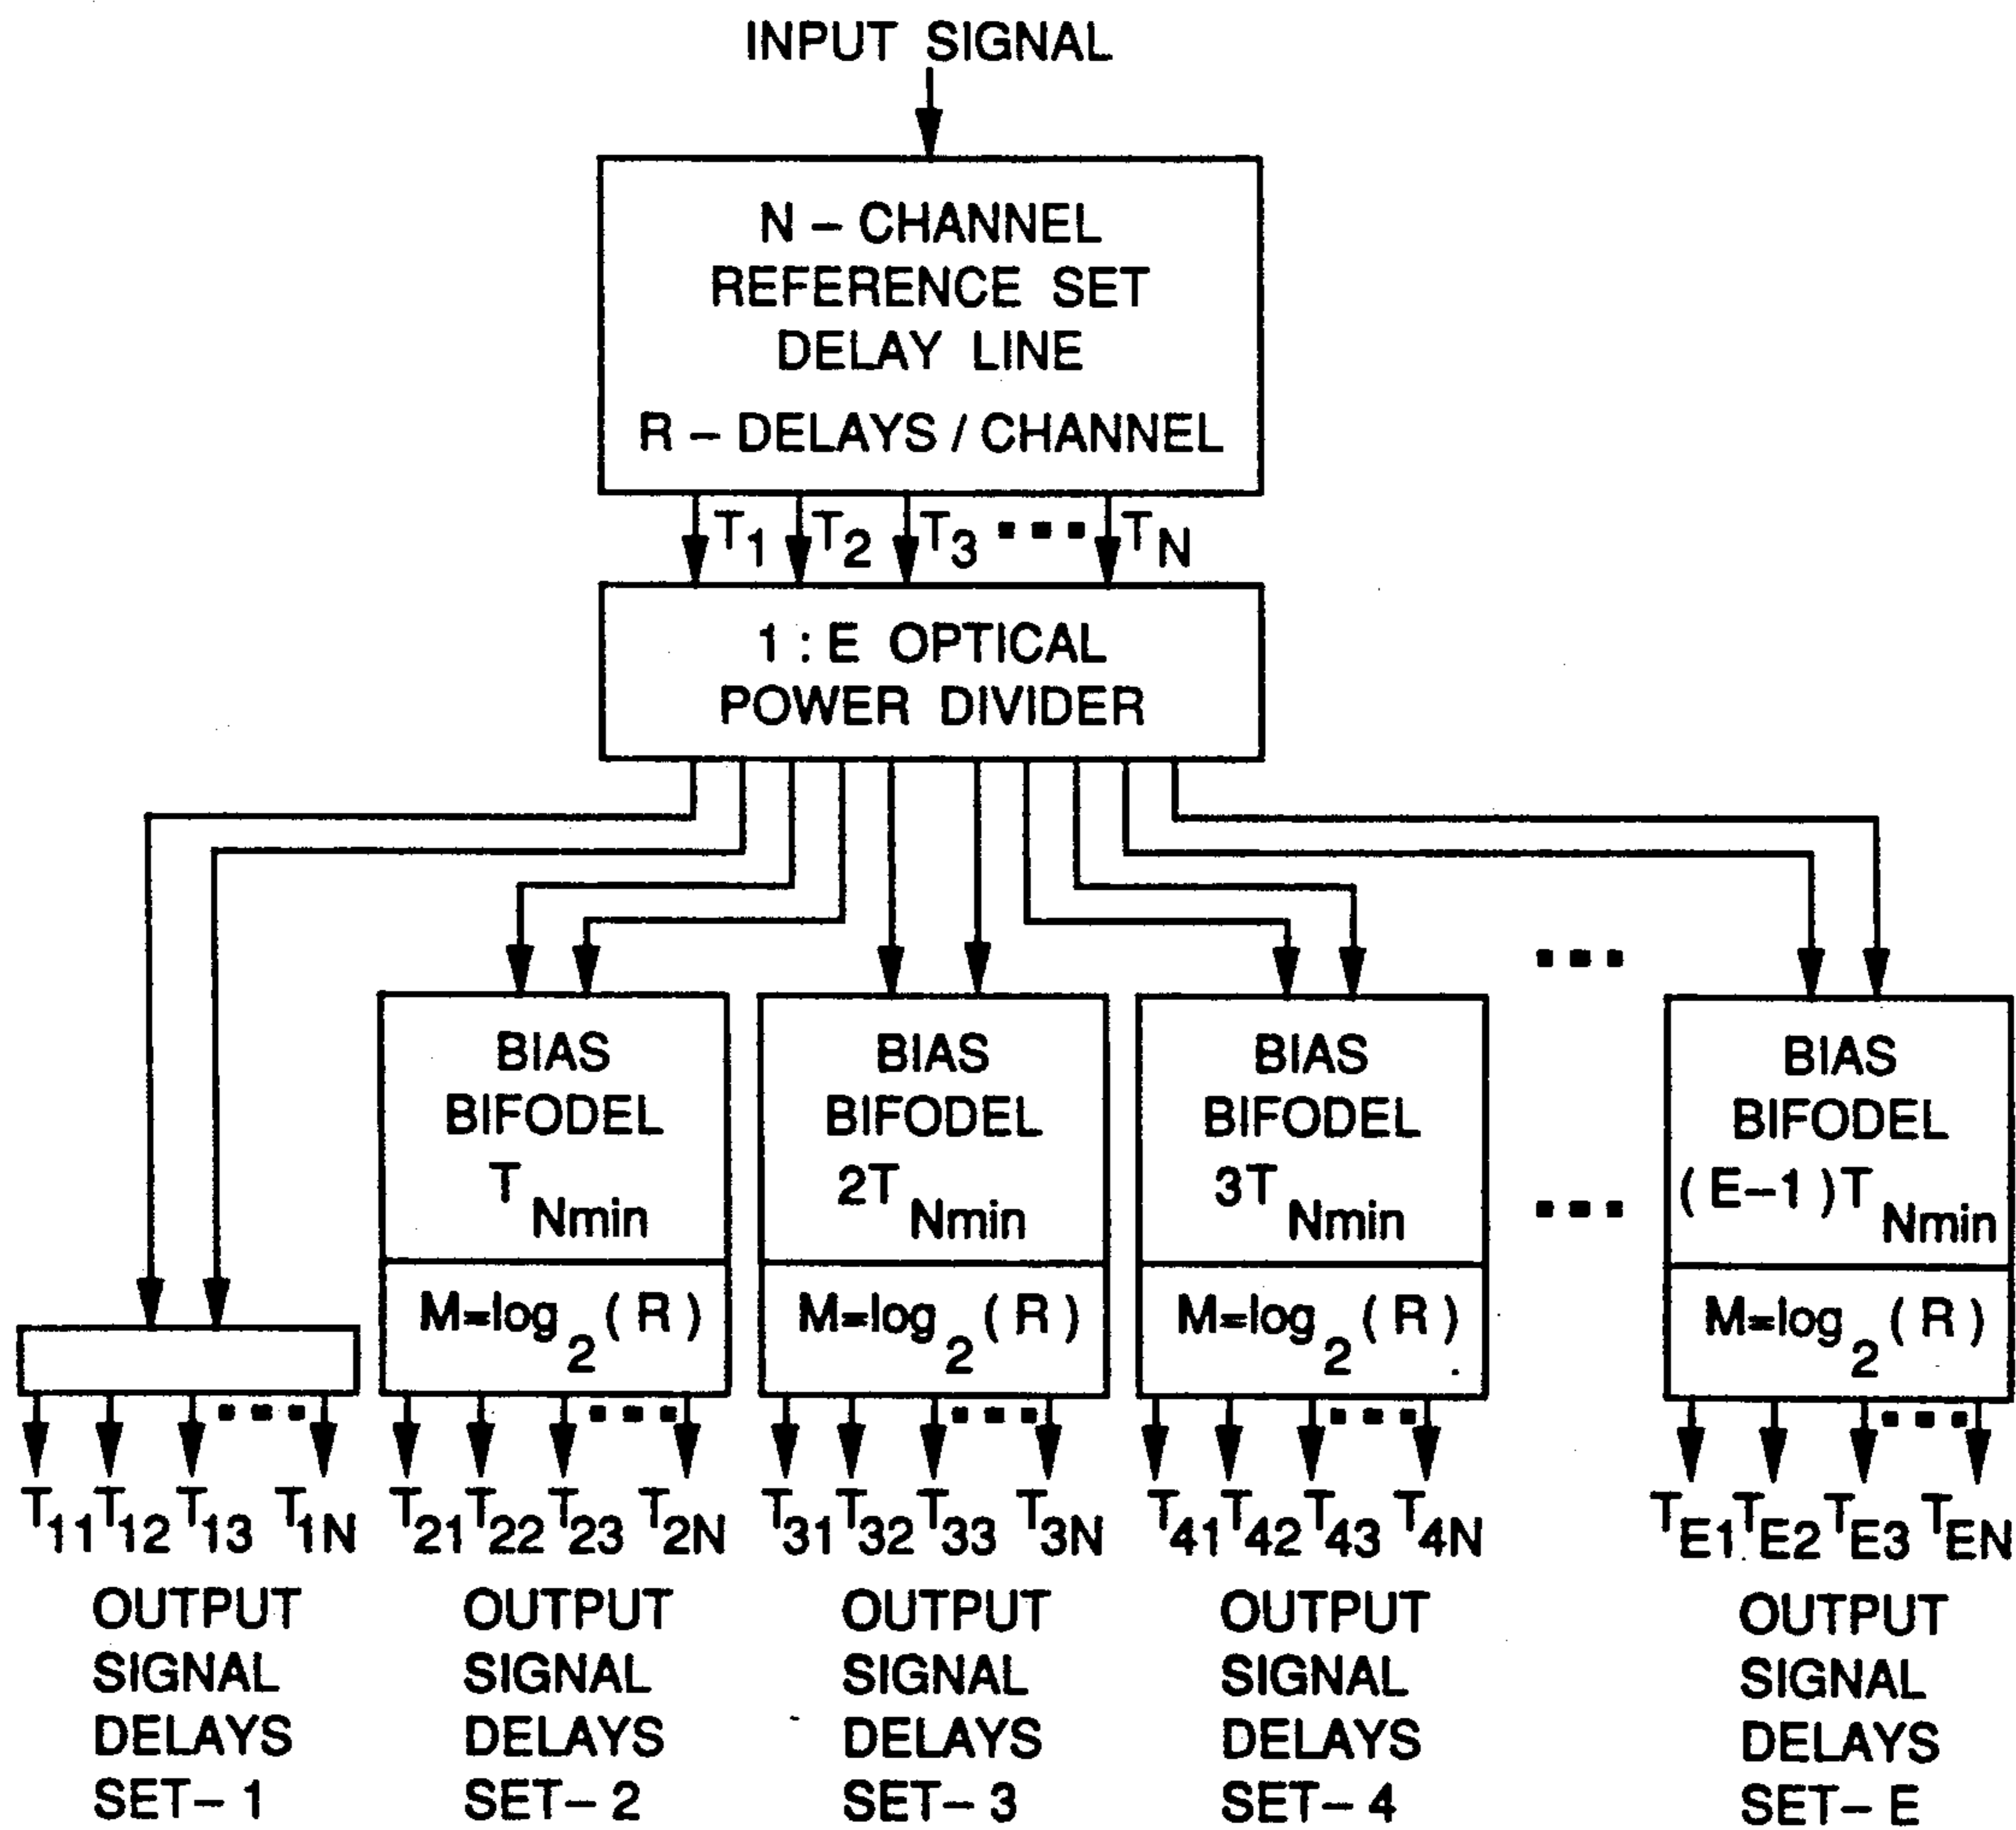 INPUT SIGNAL
N – CHANNEL
REFERENCE SET
DELAY LINE
R – DELAYS / CHANNEL
T1 T2 T3 ▪▪▪ TN
1 : E OPTICAL
POWER DIVIDER
▪▪▪
BIAS
BIFODEL
TNmin
M=log2 ( R )
BIAS
BIFODEL
2TNmin
M=log2 ( R )
BIAS
BIFODEL
3TNmin
M=log2 ( R )
▪▪▪
BIAS
BIFODEL
( E–1 )TNmin
M=log2 ( R )
▪▪▪ ▪▪▪ ▪▪▪ ▪▪▪ ▪▪▪
T11 T12 T13 T1N
OUTPUT
SIGNAL
DELAYS
SET– 1
T21 T22 T23 T2N
OUTPUT
SIGNAL
DELAYS
SET– 2
T31 T32 T33 T3N
OUTPUT
SIGNAL
DELAYS
SET– 3
T41 T42 T43 T4N
OUTPUT
SIGNAL
DELAYS
SET– 4
TE1 TE2 TE3 TEN
OUTPUT
SIGNAL
DELAYS
SET– E